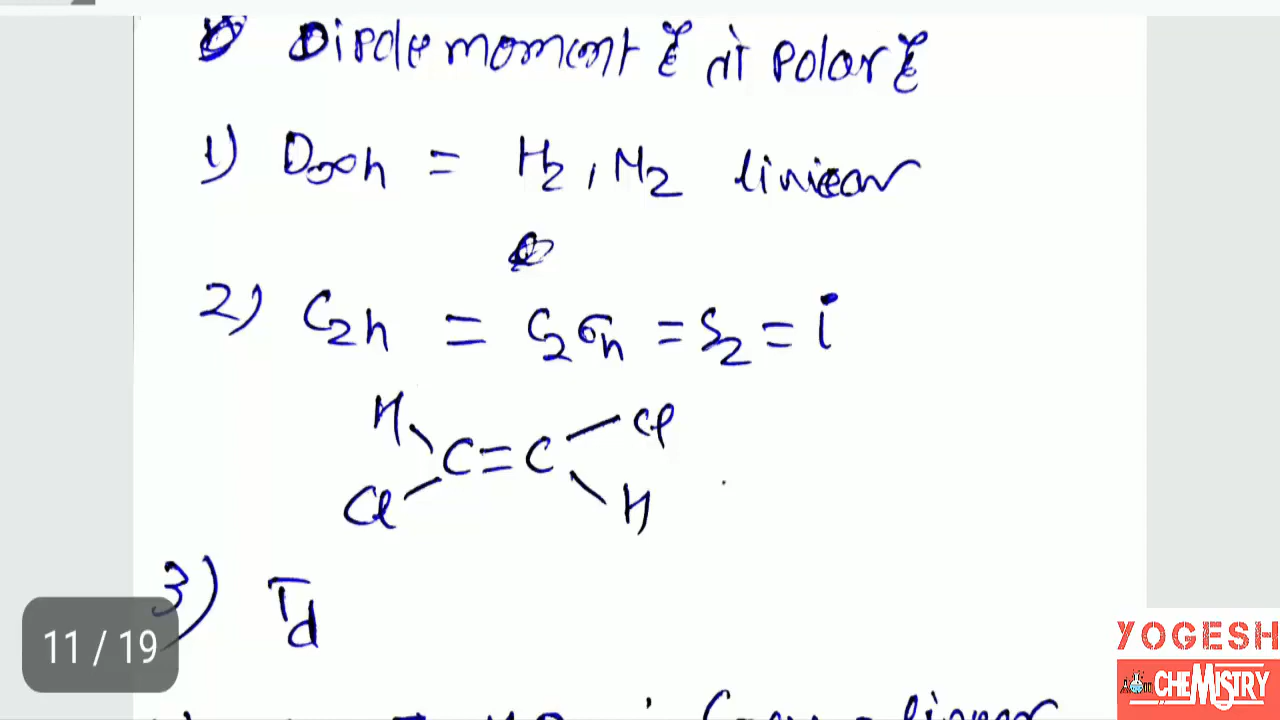 Dipole moment है तो polar है
1) D∞h = H2, N2 liniear
2) C2h = C2σh = S2 = i
H Cl
C=C
Cl H
3) Td
11 / 19
YOGESH
CHEMISTRY
linear